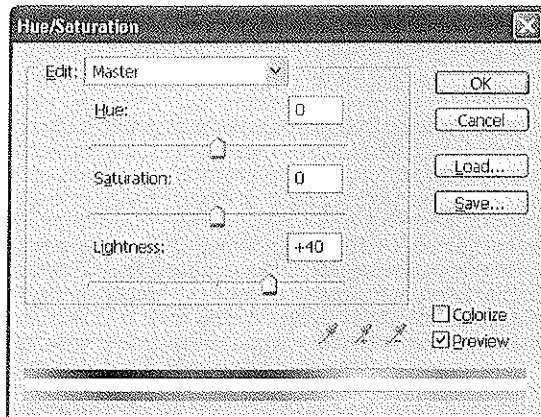 Hue/Saturation
Edit: Master
Hue: 0
Saturation: 0
Lightness: +40
OK
Cancel
Load...
Save...
Colorize
Preview